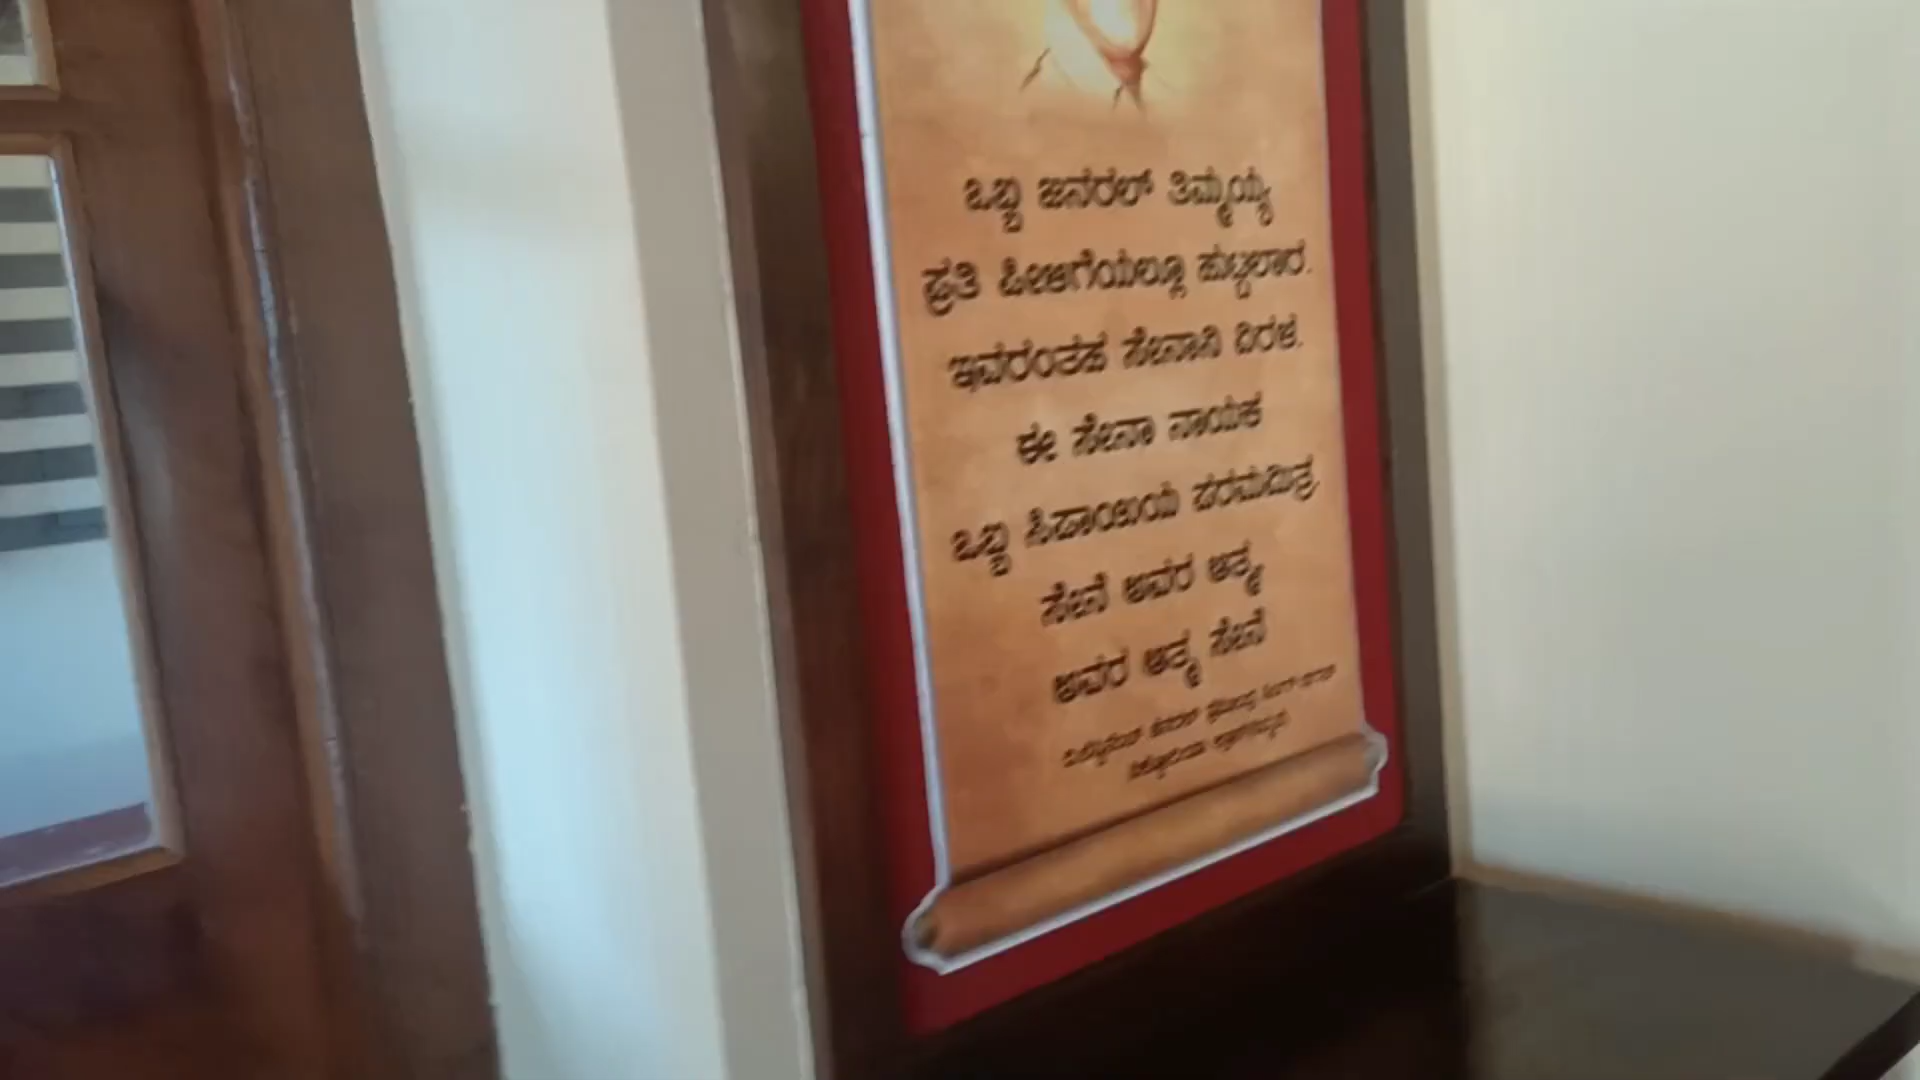 ಒಬ್ಬ ಜನರಲ್ ತಿಮ್ಮಯ್ಯ
ಪ್ರತಿ ಪೀಳಿಗೆಯಲ್ಲೂ ಹುಟ್ಟಲಾರ.
ಇವರಂತಹ ಸೇನಾನಿ ವಿರಳ.
ಈ ಸೇನಾ ನಾಯಕ
ಒಬ್ಬ ಸಿಪಾಯಿಯ ಪರಮಮಿತ್ರ.
ಸೇನೆ ಅವರ ಆತ್ಮ
ಅವರ ಆತ್ಮ ಸೇನೆ